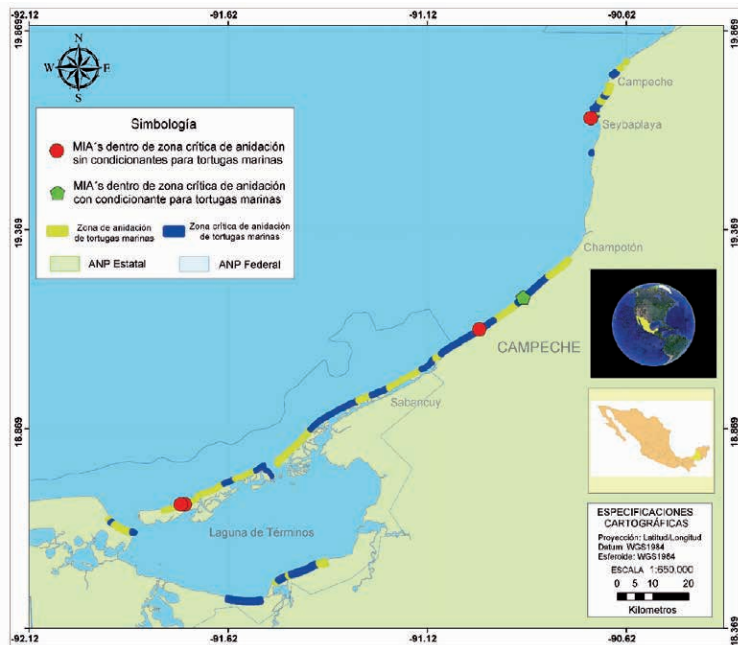 -92.12
-91.62
-91.12
-90.62
19.869
19.869
N
W
E
S
Campeche
Seybaplaya
Simbología
MIA´s dentro de zona crítica de anidación
sin condicionantes para tortugas marinas
MIA´s dentro de zona crítica de anidación
con condicionante para tortugas marinas
Zona de anidación
de tortugas marinas
Zona crítica de anidación
de tortugas marinas
ANP Estatal
ANP Federal
19.369
19.369
Champotón
CAMPECHE
Sabancuy
18.869
18.869
Laguna de Términos
ESPECIFICACIONES
CARTOGRÁFICAS
Proyección: Latitud/Longitud
Datum: WGS1984
Esferoide: WGS1984
ESCALA 1:650,000
0 5 10 20
Kilometros
18.369
-92.12
-91.62
-91.12
-90.62